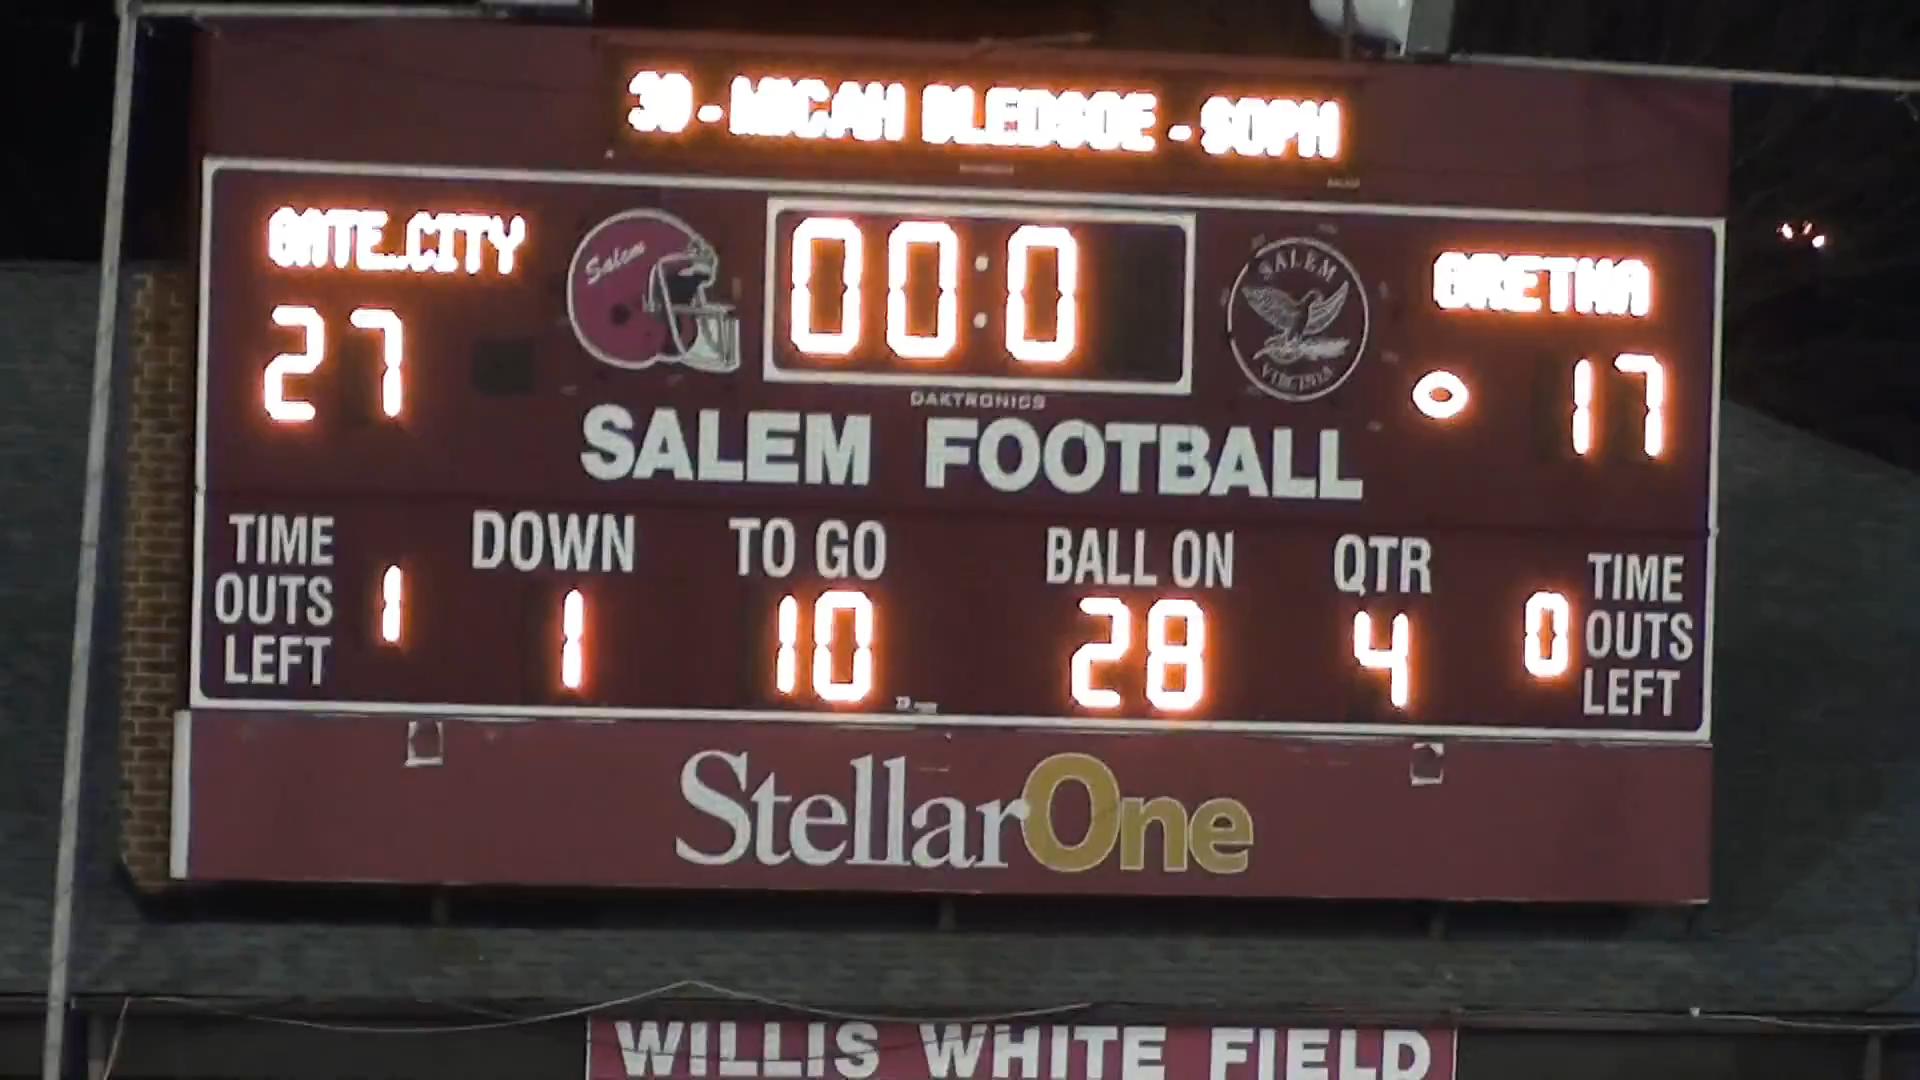 30 - MICAH BLEDSOE - SOPH
GATE CITY
Salem
00:0
SALEM
VIRGINIA
GRETNA
27
17
DAKTRONICS
SALEM FOOTBALL
TIME OUTS LEFT 1
DOWN 1
TO GO 10
BALL ON 28
QTR 4
0 TIME OUTS LEFT
StellarOne
WILLIS WHITE FIELD